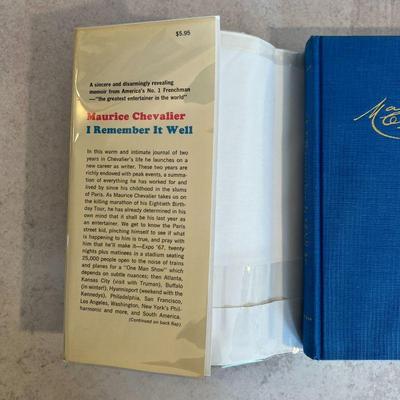 $5.95
A sincere and disarmingly revealing
memoir from America's No. 1 Frenchman
—"the greatest entertainer in the world"
Maurice Chevalier
I Remember It Well
In this warm and intimate journal of two
years in Chevalier's life he launches on a
new career as writer. These two years are
richly endowed with peak events, a summa-
tion of everything he has worked for and
lived by since his childhood in the slums
of Paris. As Maurice Chevalier takes us on
the killing marathon of his Eightieth Birth-
day Tour, he has already determined in his
own mind that it shall be his last year as
an entertainer. We get to know the Paris
street kid, pinching himself to see if what
is happening to him is true, and pray with
him that he'll make it—Expo '67, twenty
nights plus matinees in a stadium seating
25,000 people open to the noise of trains
and planes for a "One Man Show" which
depends on subtle nuances; then Atlanta,
Kansas City (visit with Truman), Buffalo
(in winter!), Hyannisport (weekend with the
Kennedys), Philadelphia, San Francisco,
Los Angeles, Washington, New York's Phil-
harmonic and more, and South America.
(Continued on back flap)